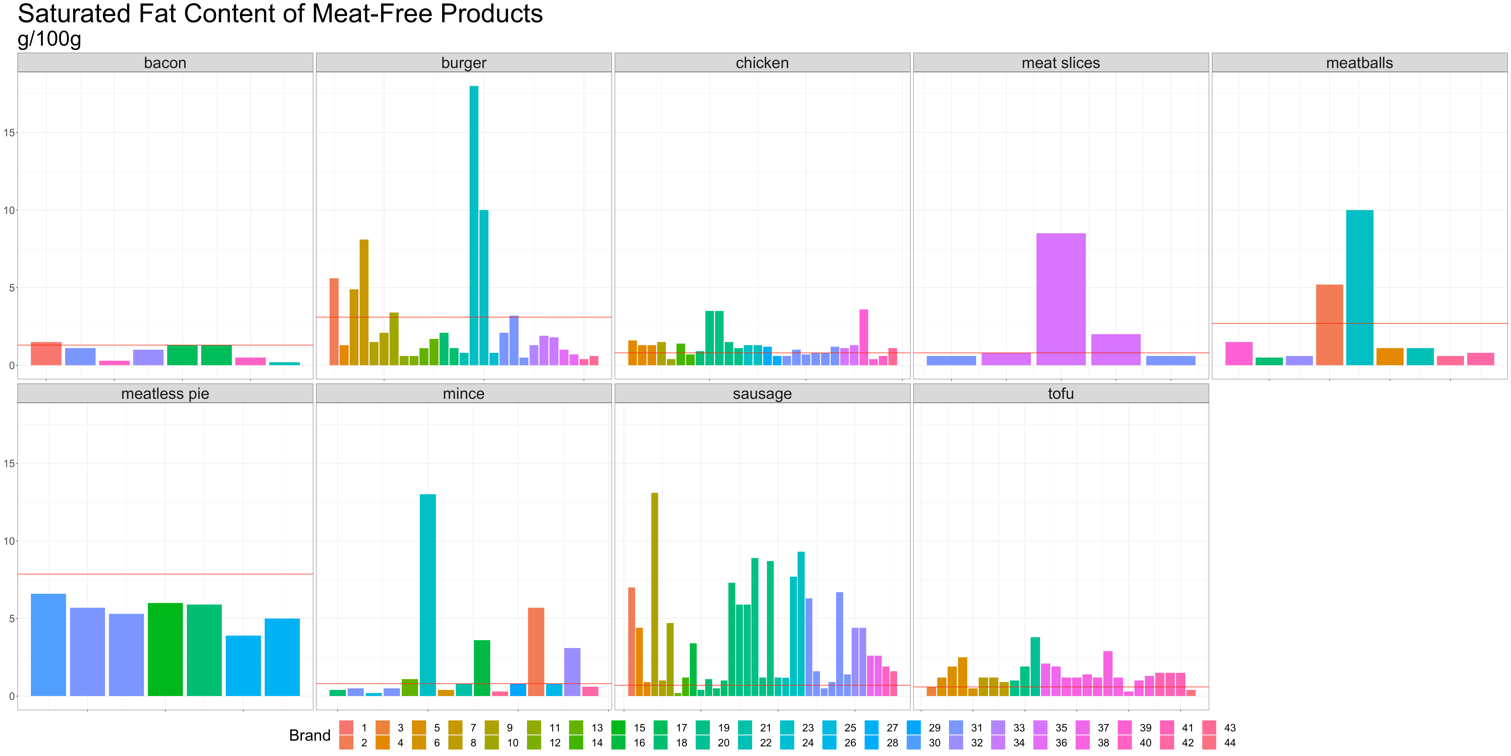 Saturated Fat Content of Meat-Free Products
g/100g
bacon burger chicken meat slices meatballs
15
10
5
0
meatless pie mince sausage tofu
15
10
5
0
Brand 1 3 5 7 9 11 13 15 17 19 21 23 25 27 29 31 33 35 37 39 41 43
2 4 6 8 10 12 14 16 18 20 22 24 26 28 30 32 34 36 38 40 42 44